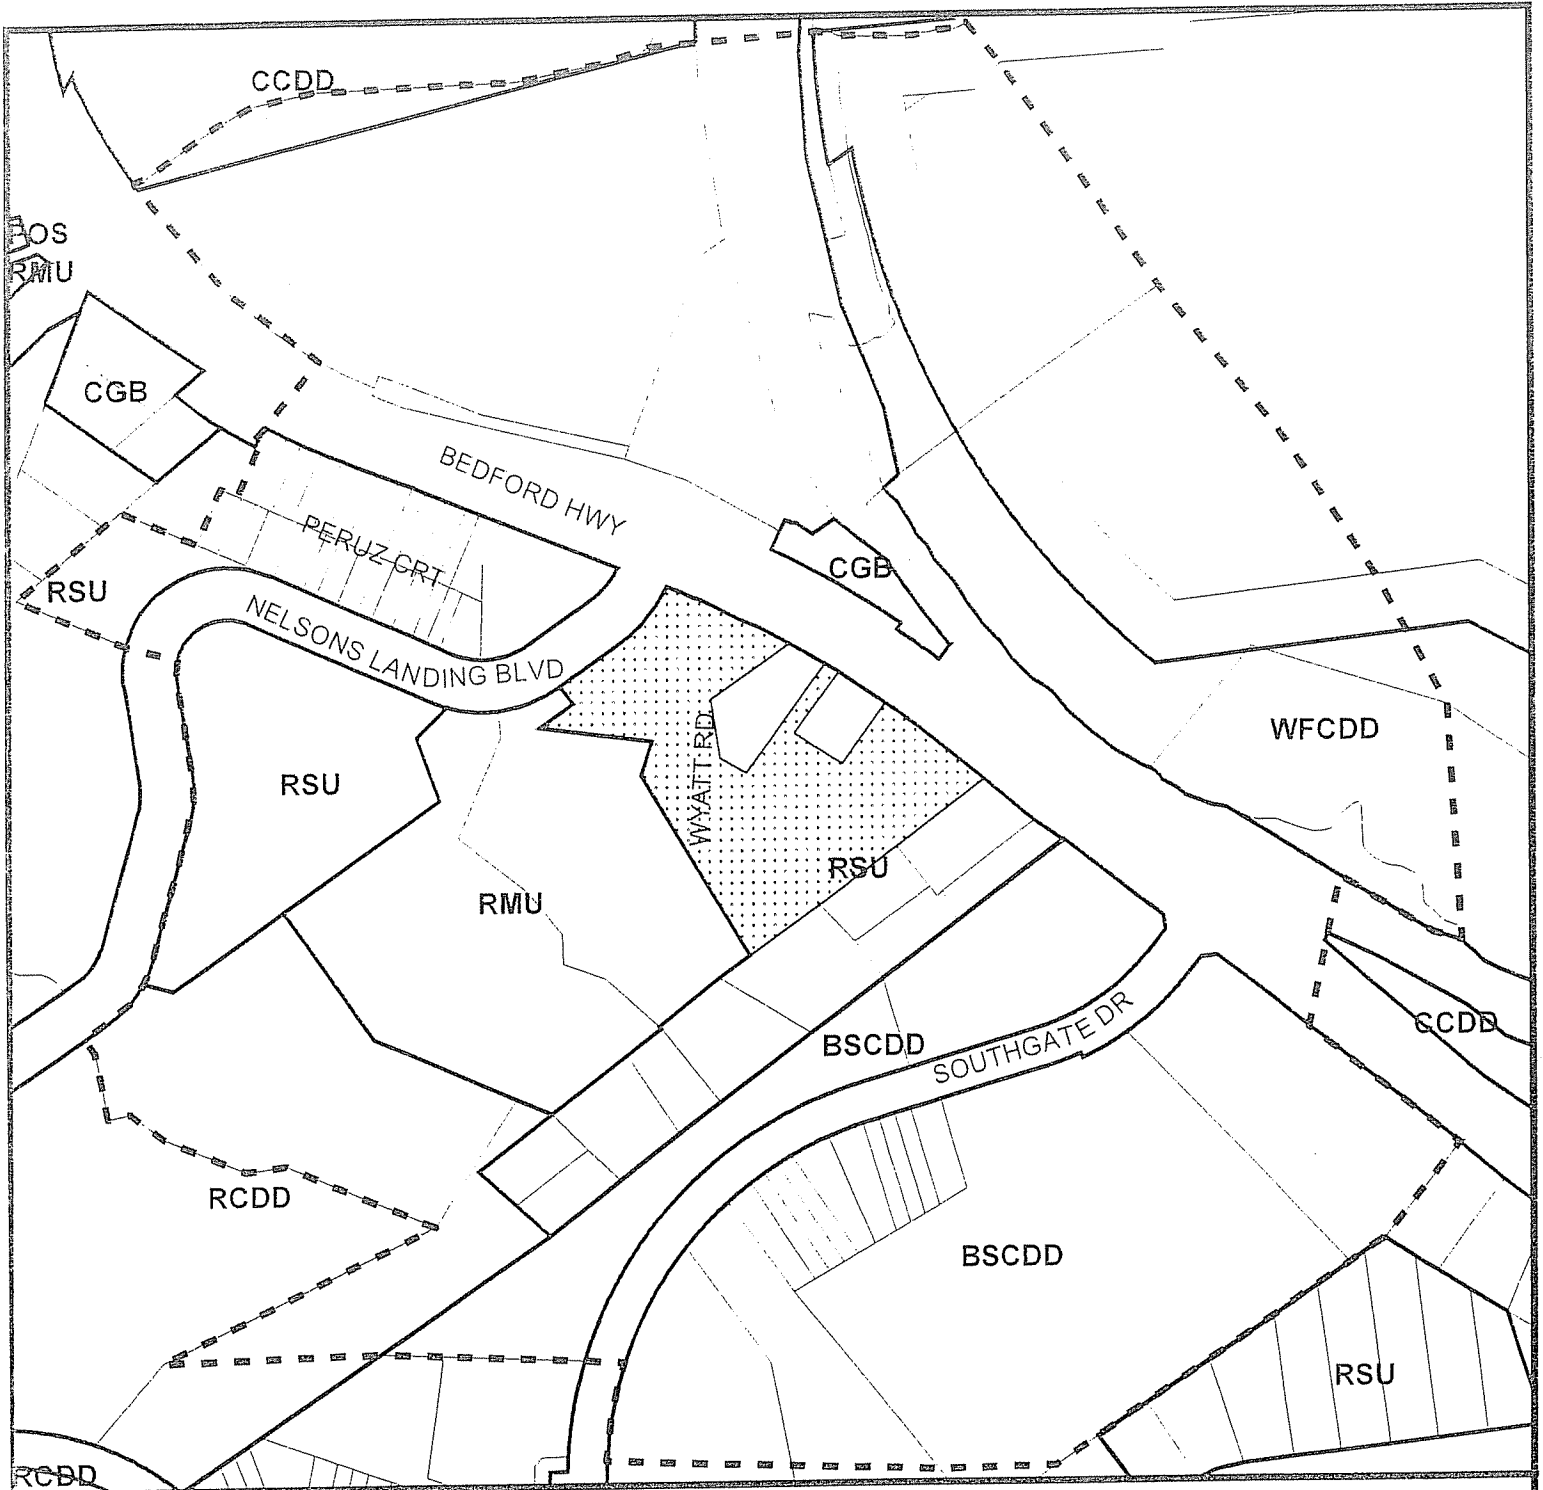 CCDD
OS
RMU
CGB
BEDFORD HWY
PERUZ CRT
CGB
RSU
NELSONS LANDING BLVD
WYATT RD
WFCDD
RSU
RSU
RMU
CCDD
BSCDD
SOUTHGATE DR
RCDD
BSCDD
RSU
RCDD